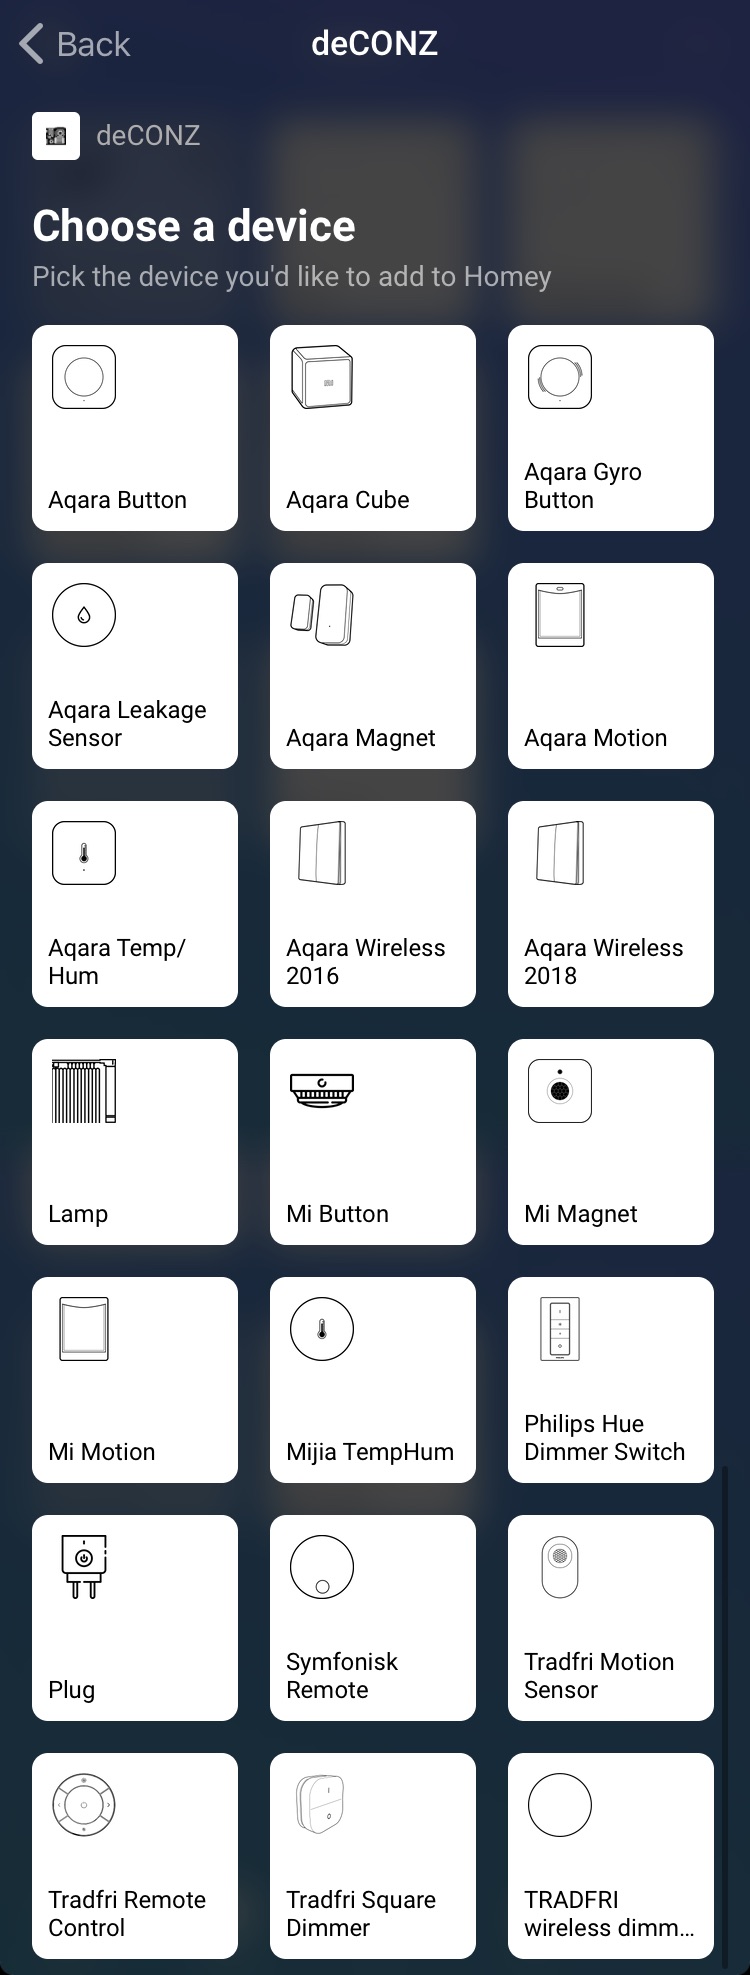 Back
deCONZ
deCONZ
Choose a device
Pick the device you'd like to add to Homey
Aqara Button
Aqara Cube
Aqara Gyro
Button
Aqara Leakage
Sensor
Aqara Magnet
Aqara Motion
Aqara Temp/
Hum
Aqara Wireless
2016
Aqara Wireless
2018
Lamp
Mi Button
Mi Magnet
Mi Motion
Mijia TempHum
Philips Hue
Dimmer Switch
Plug
Symfonisk
Remote
Tradfri Motion
Sensor
Tradfri Remote
Control
Tradfri Square
Dimmer
TRADFRI
wireless dimm...